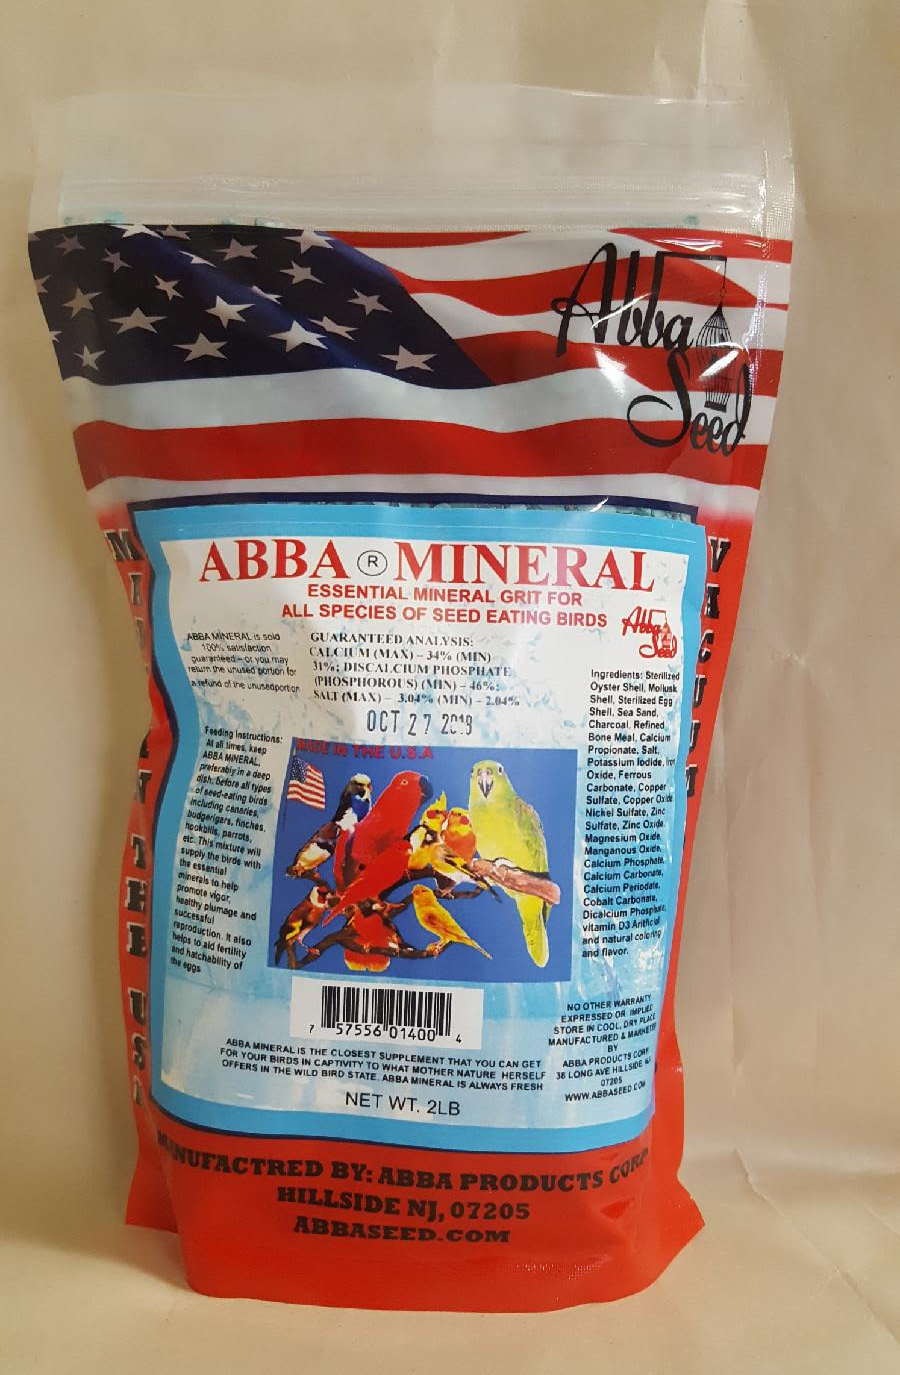 Abba
Seed
ABBA ® MINERAL
ESSENTIAL MINERAL GRIT FOR
ALL SPECIES OF SEED EATING BIRDS
Abba
Seed
ABBA MINERAL is sold
100% satisfaction
guaranteed – or you may
return the unused portion for
a refund of the unusedportion
GUARANTEED ANALYSIS:
CALCIUM (MAX) – 34% (MIN)
31%; DISCALCIUM PHOSPHATE
(PHOSPHOROUS) (MIN) – 46%;
SALT (MAX) – 3.04% (MIN) – 2.04%
OCT 27 2019
Feeding Instructions:
At all times, keep
ABBA MINERAL,
preferably in a deep
dish, before all types
of seed-eating birds
including canaries,
budgerigers, finches,
hookbills, parrots,
etc. This mixture will
supply the birds with
the essential
minerals to help
promote vigor,
healthy plumage and
successful
reproduction. It also
helps to aid fertility
and hatchability of
the eggs
MADE IN THE U.S.A
Ingredients: Sterilized
Oyster Shell, Mollusk
Shell, Sterilized Egg
Shell, Sea Sand,
Charcoal, Refined
Bone Meal, Calcium
Propionate, Salt,
Potassium Iodide, Iron
Oxide, Ferrous
Carbonate, Copper
Sulfate, Copper Oxide
Nickel Sulfate, Zinc
Sulfate, Zinc Oxide
Magnesium Oxide,
Manganous Oxide,
Calcium Phosphate,
Calcium Carbonate,
Calcium Periodate,
Cobalt Carbonate,
Dicalcium Phosphate,
vitamin D3 Artificial
and natural coloring
and flavor.
7 57556 01400 4
ABBA MINERAL IS THE CLOSEST SUPPLEMENT THAT YOU CAN GET
FOR YOUR BIRDS IN CAPTIVITY TO WHAT MOTHER NATURE HERSELF
OFFERS IN THE WILD BIRD STATE. ABBA MINERAL IS ALWAYS FRESH
NET WT. 2LB
NO OTHER WARRANTY
EXPRESSED OR IMPLIED
STORE IN COOL, DRY PLACE
MANUFACTURED & MARKETED
BY
ABBA PRODUCTS CORP.
38 LONG AVE HILLSIDE NJ,
07205
WWW.ABBASEED.COM
VACUUM
IN THE USA
MANUFACTRED BY: ABBA PRODUCTS CORP.
HILLSIDE NJ, 07205
ABBASEED.COM